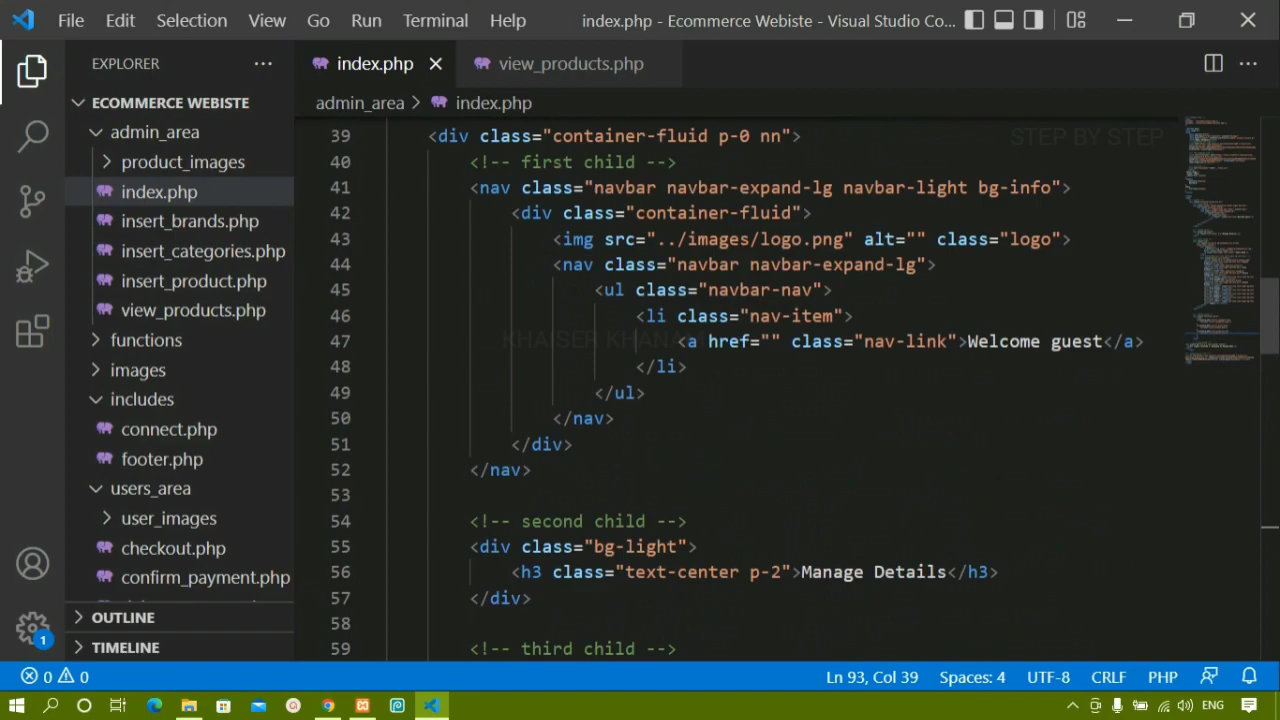 File Edit Selection View Go Run Terminal Help index.php - Ecommerce Webiste - Visual Studio Co...
EXPLORER
ECOMMERCE WEBISTE
admin_area
product_images
index.php
insert_brands.php
insert_categories.php
insert_product.php
view_products.php
functions
images
includes
connect.php
footer.php
users_area
user_images
checkout.php
confirm_payment.php
OUTLINE
TIMELINE
1
index.php view_products.php
admin_area > index.php
STEP BY STEP
39 <div class="container-fluid p-0 nn">
40 <!-- first child -->
41 <nav class="navbar navbar-expand-lg navbar-light bg-info">
42 <div class="container-fluid">
43 <img src="../images/logo.png" alt="" class="logo">
44 <nav class="navbar navbar-expand-lg">
45 <ul class="navbar-nav">
46 <li class="nav-item">
47 <a href="" class="nav-link">Welcome guest</a>
48 </li>
49 </ul>
50 </nav>
51 </div>
52 </nav>
53
54 <!-- second child -->
55 <div class="bg-light">
56 <h3 class="text-center p-2">Manage Details</h3>
57 </div>
58
59 <!-- third child -->
0 0 Ln 93, Col 39 Spaces: 4 UTF-8 CRLF PHP
ENG